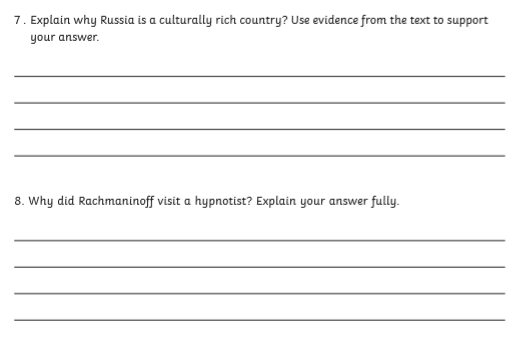 7. Explain why Russia is a culturally rich country? Use evidence from the text to support
your answer.
8. Why did Rachmaninoff visit a hypnotist? Explain your answer fully.